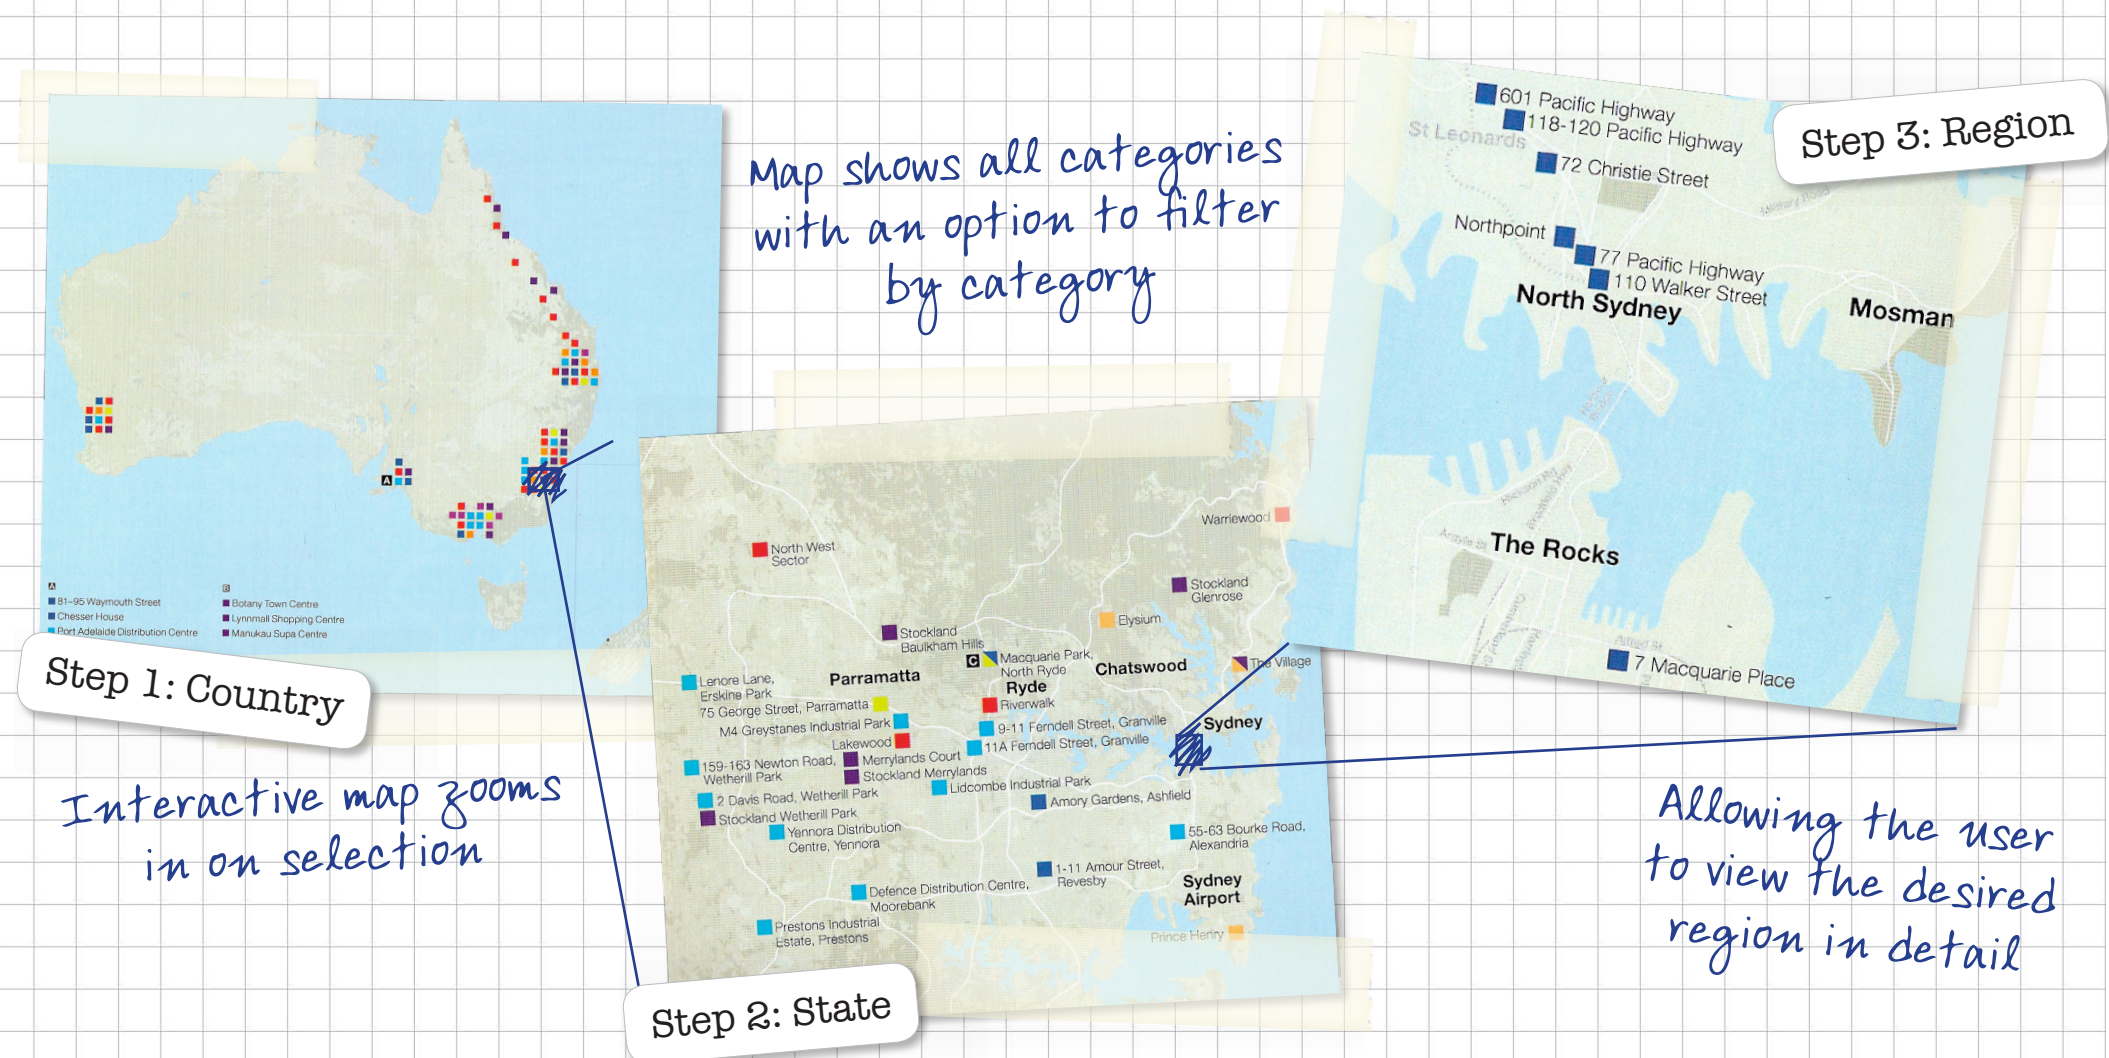 Map shows all categories
with an option to filter
by category
A
81–95 Waymouth Street
Chesser House
Port Adelaide Distribution Centre
B
Botany Town Centre
Lynnmall Shopping Centre
Manukau Supa Centre
A
Step 1: Country
Interactive map zooms
in on selection
Warriewood
North West
Sector
Stockland
Glenrose
Elysium
Stockland
Baulkham Hills
C
Macquarie Park,
North Ryde
Chatswood
The Village
Parramatta
Ryde
Lenore Lane,
Erskine Park
75 George Street, Parramatta
Riverwalk
M4 Greystanes Industrial Park
9-11 Ferndell Street, Granville
Sydney
Lakewood
11A Ferndell Street, Granville
159-163 Newton Road,
Wetherill Park
Merrylands Court
Stockland Merrylands
Lidcombe Industrial Park
2 Davis Road, Wetherill Park
Amory Gardens, Ashfield
Stockland Wetherill Park
Yennora Distribution
Centre, Yennora
55-63 Bourke Road,
Alexandria
1-11 Amour Street,
Revesby
Sydney
Airport
Defence Distribution Centre,
Moorebank
Prestons Industrial
Estate, Prestons
Prince Henry
Step 2: State
Step 3: Region
601 Pacific Highway
118-120 Pacific Highway
St Leonards
72 Christie Street
Military Road
Northpoint
77 Pacific Highway
110 Walker Street
North Sydney
Mosman
Hickson Rd
The Rocks
Argyle St
7 Macquarie Place
Allowing the user
to view the desired
region in detail